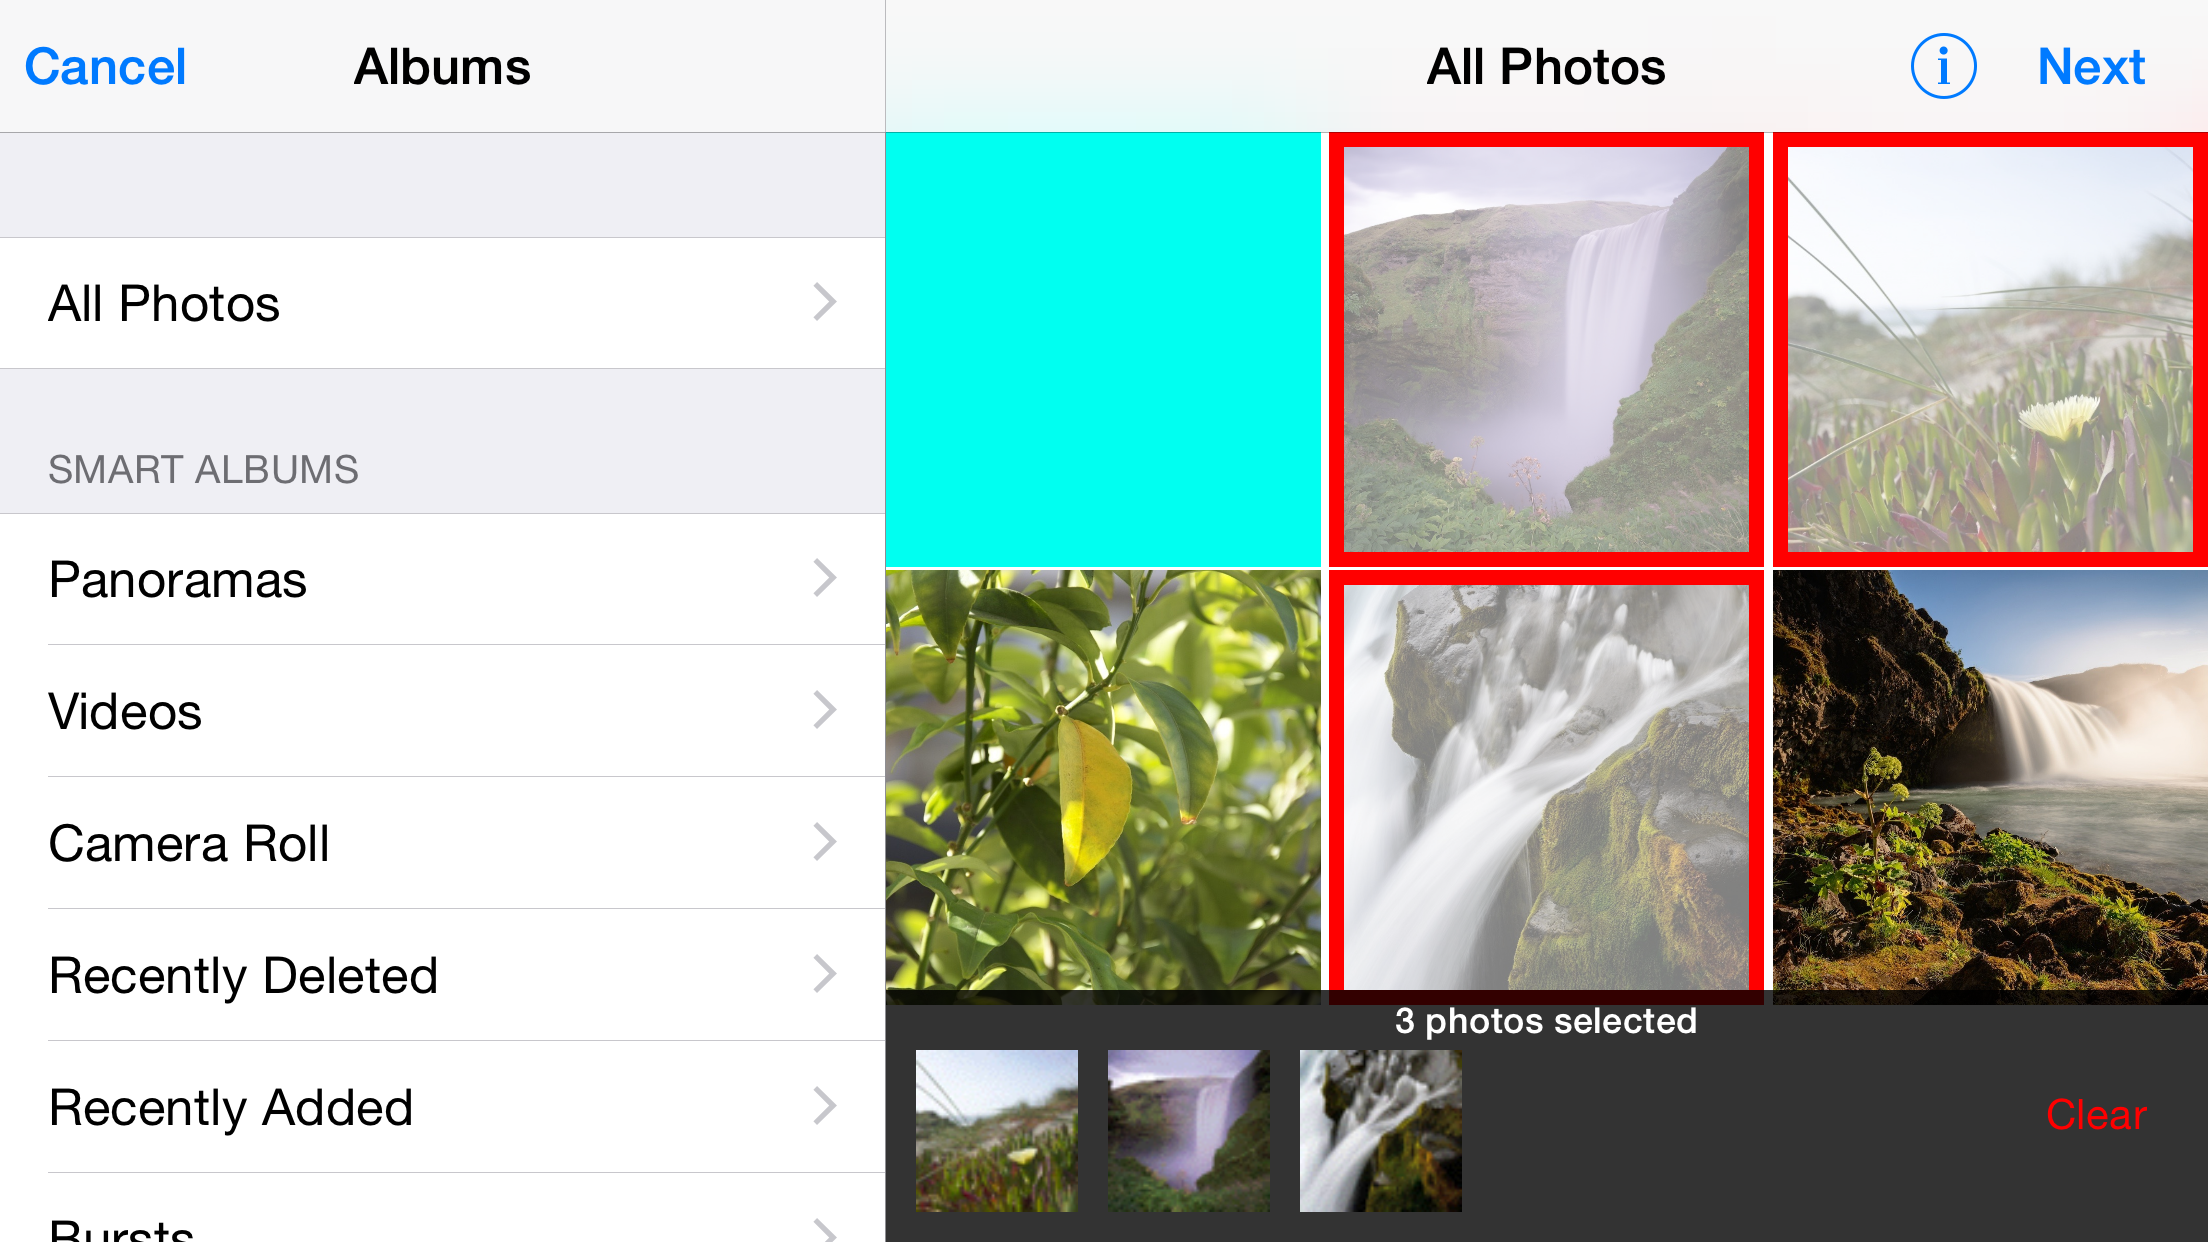 Cancel
Albums
All Photos
SMART ALBUMS
Panoramas
Videos
Camera Roll
Recently Deleted
Recently Added
Bursts
All Photos
i
Next
3 photos selected
Clear